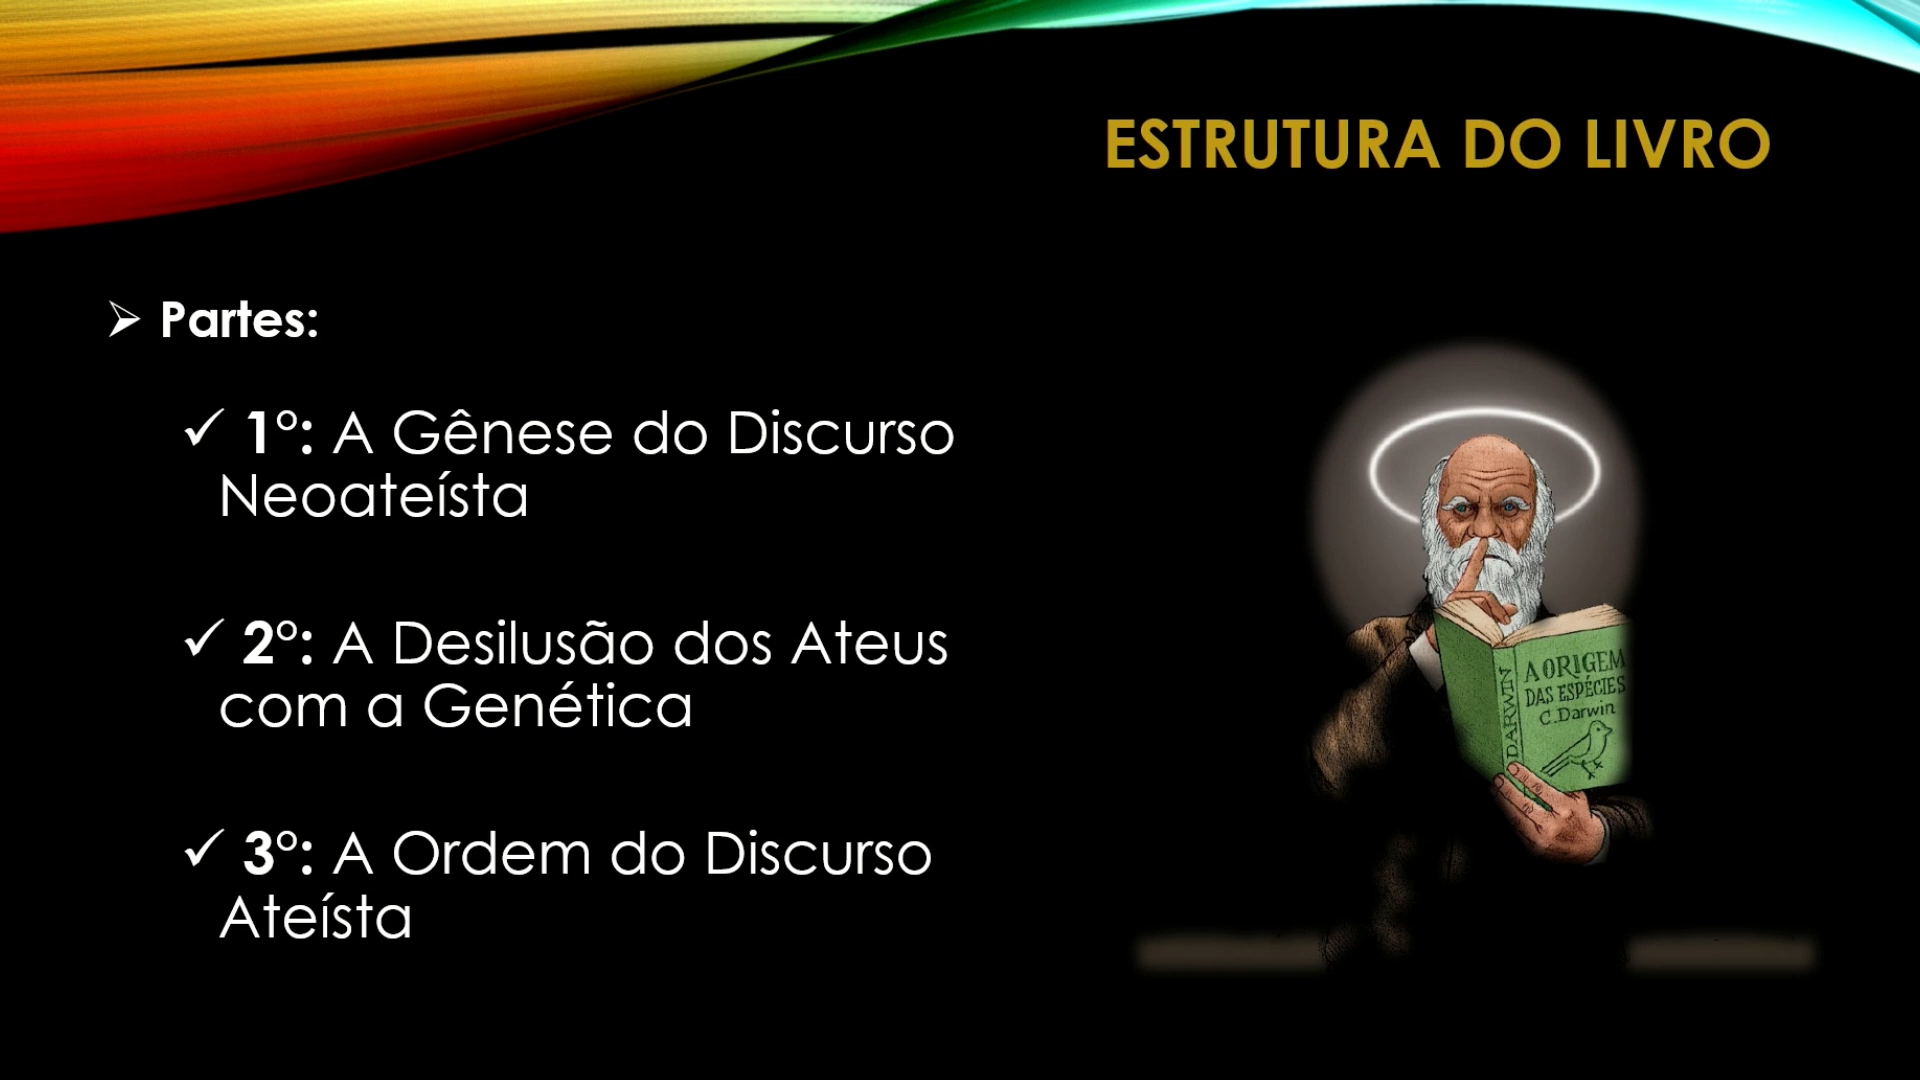 ESTRUTURA DO LIVRO
Partes:
1º: A Gênese do Discurso
Neoateísta
2º: A Desilusão dos Ateus
com a Genética
3º: A Ordem do Discurso
Ateísta
A ORIGEM
DAS ESPÉCIES
C.Darwin
DARWIN